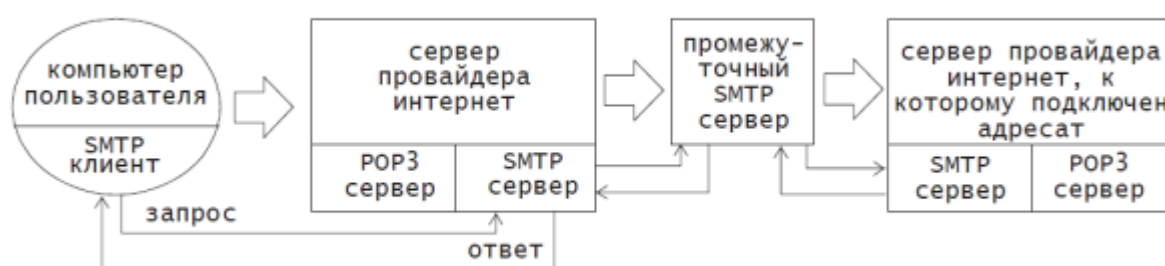 компьютер
пользователя
SMTP
клиент
запрос
сервер
провайдера
интернет
POP3
сервер
SMTP
сервер
ответ
промежу-
точный
SMTP
сервер
сервер провайдера
интернет, к
которому подключен
адресат
SMTP
сервер
POP3
сервер